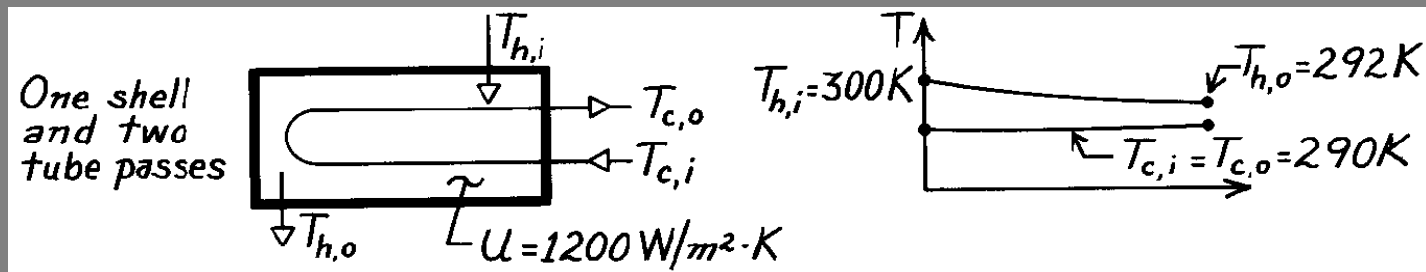 One shell
and two
tube passes
T_{h,i}
T_{c,o}
T_{c,i}
T_{h,o}
U = 1200 W/m²·K
T
T_{h,i} = 300K
T_{h,o} = 292K
T_{c,i} = T_{c,o} = 290K